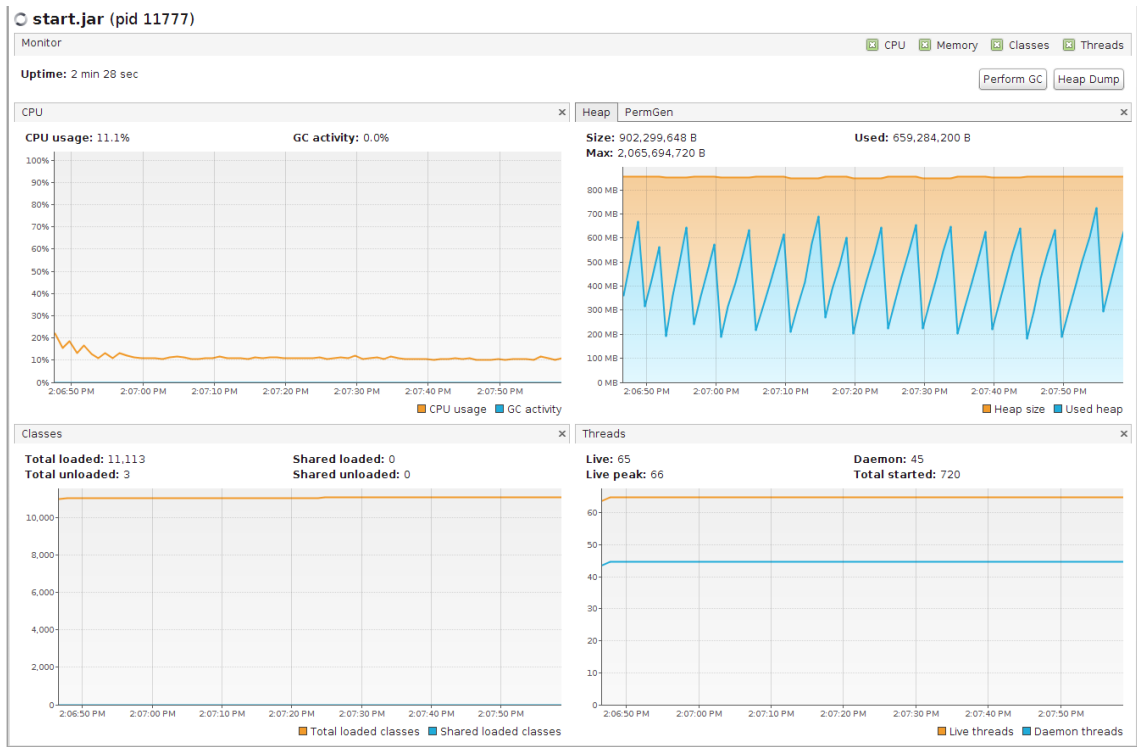 start.jar (pid 11777)
Monitor
CPU Memory Classes Threads
Uptime: 2 min 28 sec
Perform GC Heap Dump
CPU
CPU usage: 11.1% GC activity: 0.0%
100%
90%
80%
70%
60%
50%
40%
30%
20%
10%
0%
2:06:50 PM 2:07:00 PM 2:07:10 PM 2:07:20 PM 2:07:30 PM 2:07:40 PM 2:07:50 PM
CPU usage GC activity
Heap PermGen
Size: 902,299,648 B Used: 659,284,200 B
Max: 2,065,694,720 B
800 MB
700 MB
600 MB
500 MB
400 MB
300 MB
200 MB
100 MB
0 MB
2:06:50 PM 2:07:00 PM 2:07:10 PM 2:07:20 PM 2:07:30 PM 2:07:40 PM 2:07:50 PM
Heap size Used heap
Classes
Total loaded: 11,113 Shared loaded: 0
Total unloaded: 3 Shared unloaded: 0
10,000
8,000
6,000
4,000
2,000
0
2:06:50 PM 2:07:00 PM 2:07:10 PM 2:07:20 PM 2:07:30 PM 2:07:40 PM 2:07:50 PM
Total loaded classes Shared loaded classes
Threads
Live: 65 Daemon: 45
Live peak: 66 Total started: 720
60
50
40
30
20
10
0
2:06:50 PM 2:07:00 PM 2:07:10 PM 2:07:20 PM 2:07:30 PM 2:07:40 PM 2:07:50 PM
Live threads Daemon threads